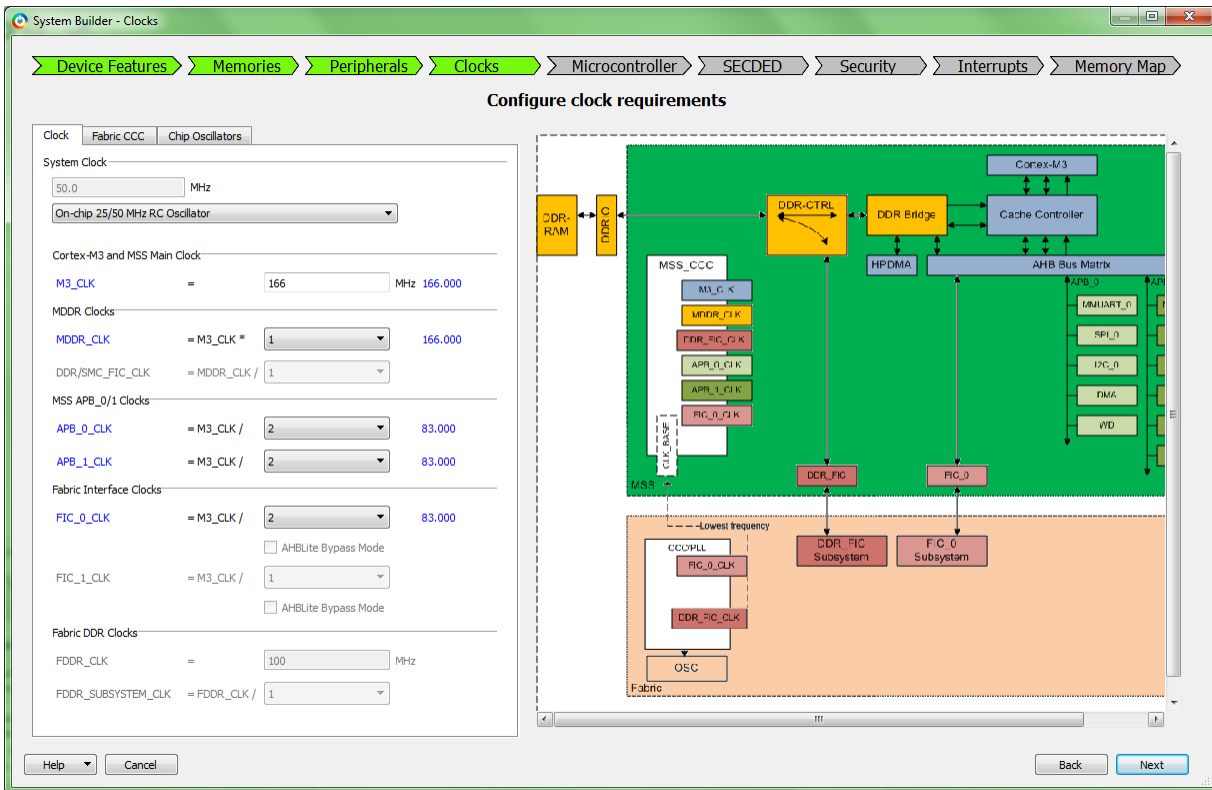 System Builder - Clocks
Device Features Memories Peripherals Clocks Microcontroller SECDED Security Interrupts Memory Map
Configure clock requirements
Clock Fabric CCC Chip Oscillators
System Clock
50.0 MHz
On-chip 25/50 MHz RC Oscillator
Cortex-M3 and MSS Main Clock
M3_CLK = 166 MHz 166.000
MDDR Clocks
MDDR_CLK = M3_CLK * 1 166.000
DDR/SMC_FIC_CLK = MDDR_CLK / 1
MSS APB_0/1 Clocks
APB_0_CLK = M3_CLK / 2 83.000
APB_1_CLK = M3_CLK / 2 83.000
Fabric Interface Clocks
FIC_0_CLK = M3_CLK / 2 83.000
AHBLite Bypass Mode
FIC_1_CLK = M3_CLK / 1
AHBLite Bypass Mode
Fabric DDR Clocks
FDDR_CLK = 100 MHz
FDDR_SUBSYSTEM_CLK = FDDR_CLK / 1
DDR-
RAM
DDRIO
DDR-CTRL
DDR Bridge
Cortex-M3
Cache Controller
HPDMA
AHB Bus Matrix
MSS_CCC
M3_CLK
MDDR_CLK
DDR_FIC_CLK
APB_0_CLK
APB_1_CLK
FIC_0_CLK
CLK_BASE
APB_0
MMUART_0
SPI_0
I2C_0
DMA
WD
MSS
DDR_FIC
FIC_0
Lowest frequency
CCC/PLL
FIC_0_CLK
DDR_FIC_CLK
OSC
DDR_FIC
Subsystem
FIC_0
Subsystem
Fabric
Help Cancel Back Next